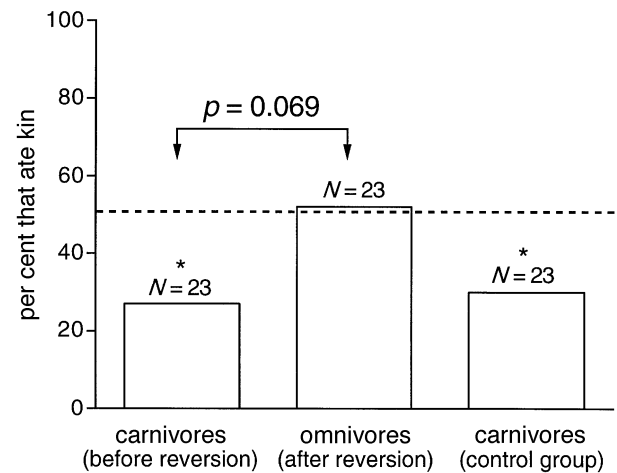 per cent that ate kin
100
80
60
40
20
0
p = 0.069
*
N = 23
N = 23
*
N = 23
carnivores
(before reversion)
omnivores
(after reversion)
carnivores
(control group)